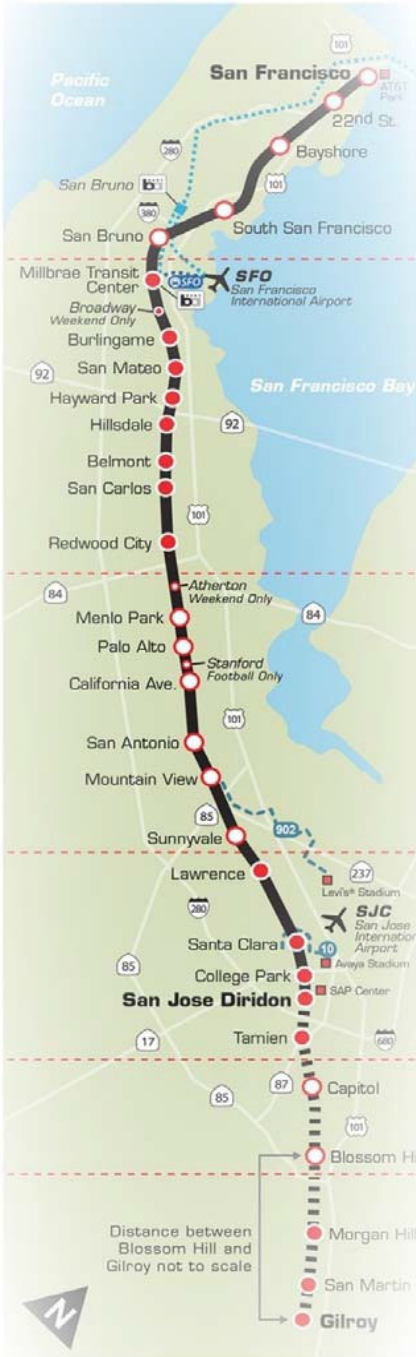 Pacific
Ocean
101
San Francisco
AT&T
Park
22nd St.
280
Bayshore
San Bruno
101
380
San Bruno
South San Francisco
Millbrae Transit
Center
SFO
SFO
San Francisco
International Airport
Broadway
Weekend Only
Burlingame
San Mateo
92
San Francisco Bay
Hayward Park
92
Hillsdale
Belmont
San Carlos
101
Redwood City
Atherton
Weekend Only
84
84
Menlo Park
Palo Alto
Stanford
Football Only
California Ave.
101
San Antonio
Mountain View
85
902
Sunnyvale
Lawrence
237
Levi's® Stadium
280
SJC
San Jose
Internation
Airport
Santa Clara
10
85
Avaya Stadium
College Park
SAP Center
San Jose Diridon
Tamien
17
680
87
Capitol
85
101
Blossom Hi
Distance between
Blossom Hill and
Gilroy not to scale
Morgan Hill
San Martin
N
Gilroy